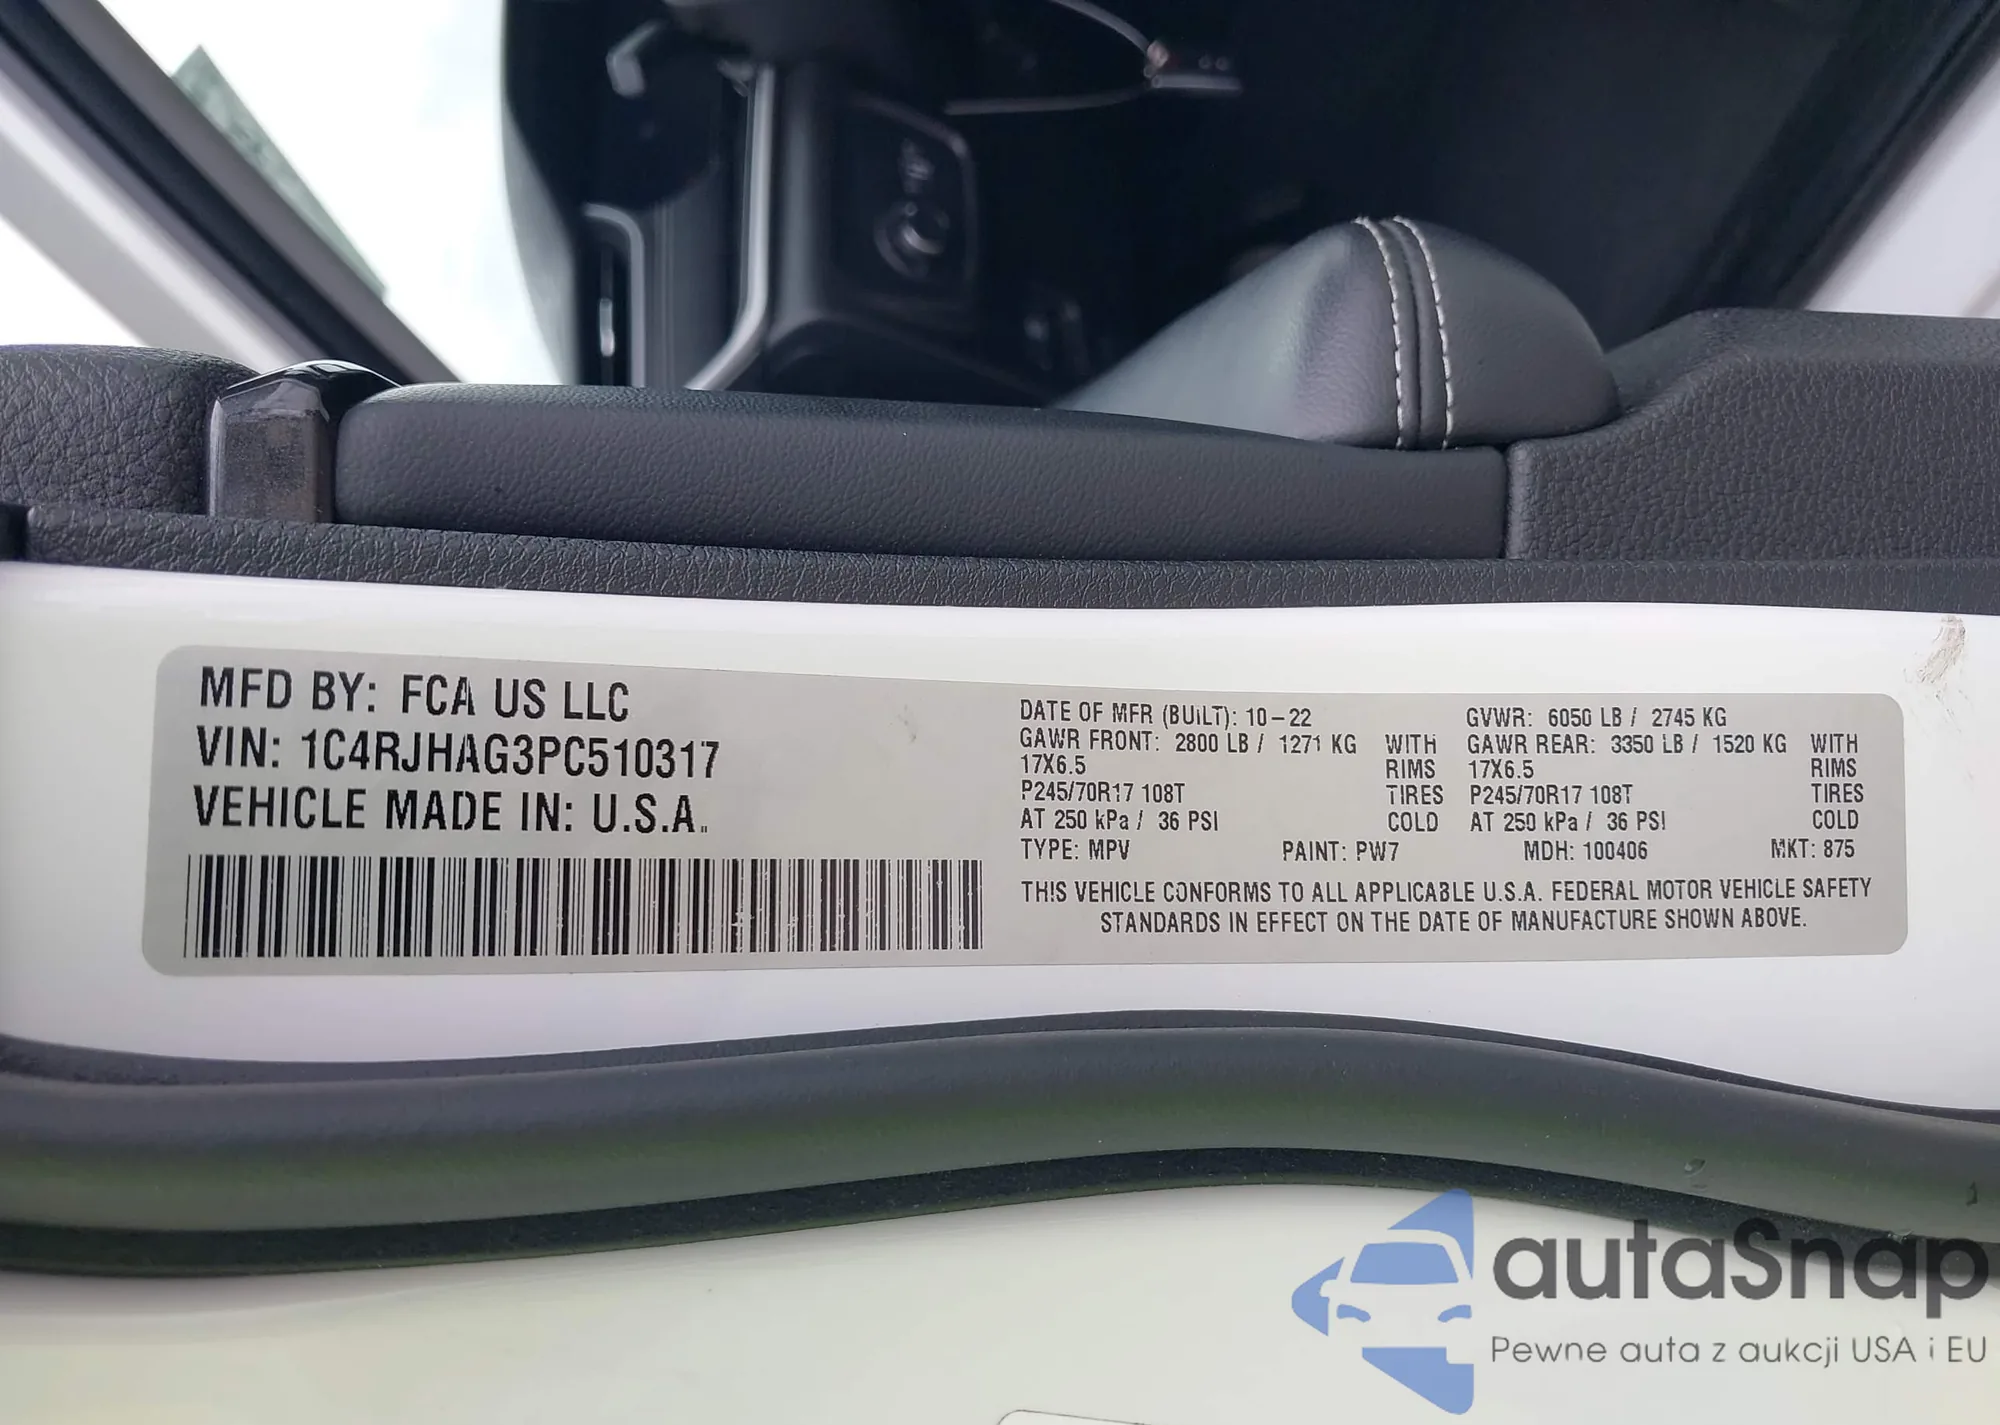 MFD BY: FCA US LLC
VIN: 1C4RJHAG3PC510317
VEHICLE MADE IN: U.S.A.
DATE OF MFR (BUILT): 10-22 GVWR: 6050 LB / 2745 KG
GAWR FRONT: 2800 LB / 1271 KG WITH GAWR REAR: 3350 LB / 1520 KG WITH
17X6.5 RIMS 17X6.5 RIMS
P245/70R17 108T TIRES P245/70R17 108T TIRES
AT 250 kPa / 36 PSI COLD AT 250 kPa / 36 PSI COLD
TYPE: MPV PAINT: PW7 MDH: 100406 MKT: 875
THIS VEHICLE CONFORMS TO ALL APPLICABLE U.S.A. FEDERAL MOTOR VEHICLE SAFETY
STANDARDS IN EFFECT ON THE DATE OF MANUFACTURE SHOWN ABOVE.
autaSnap
Pewne auta z aukcji USA i EU